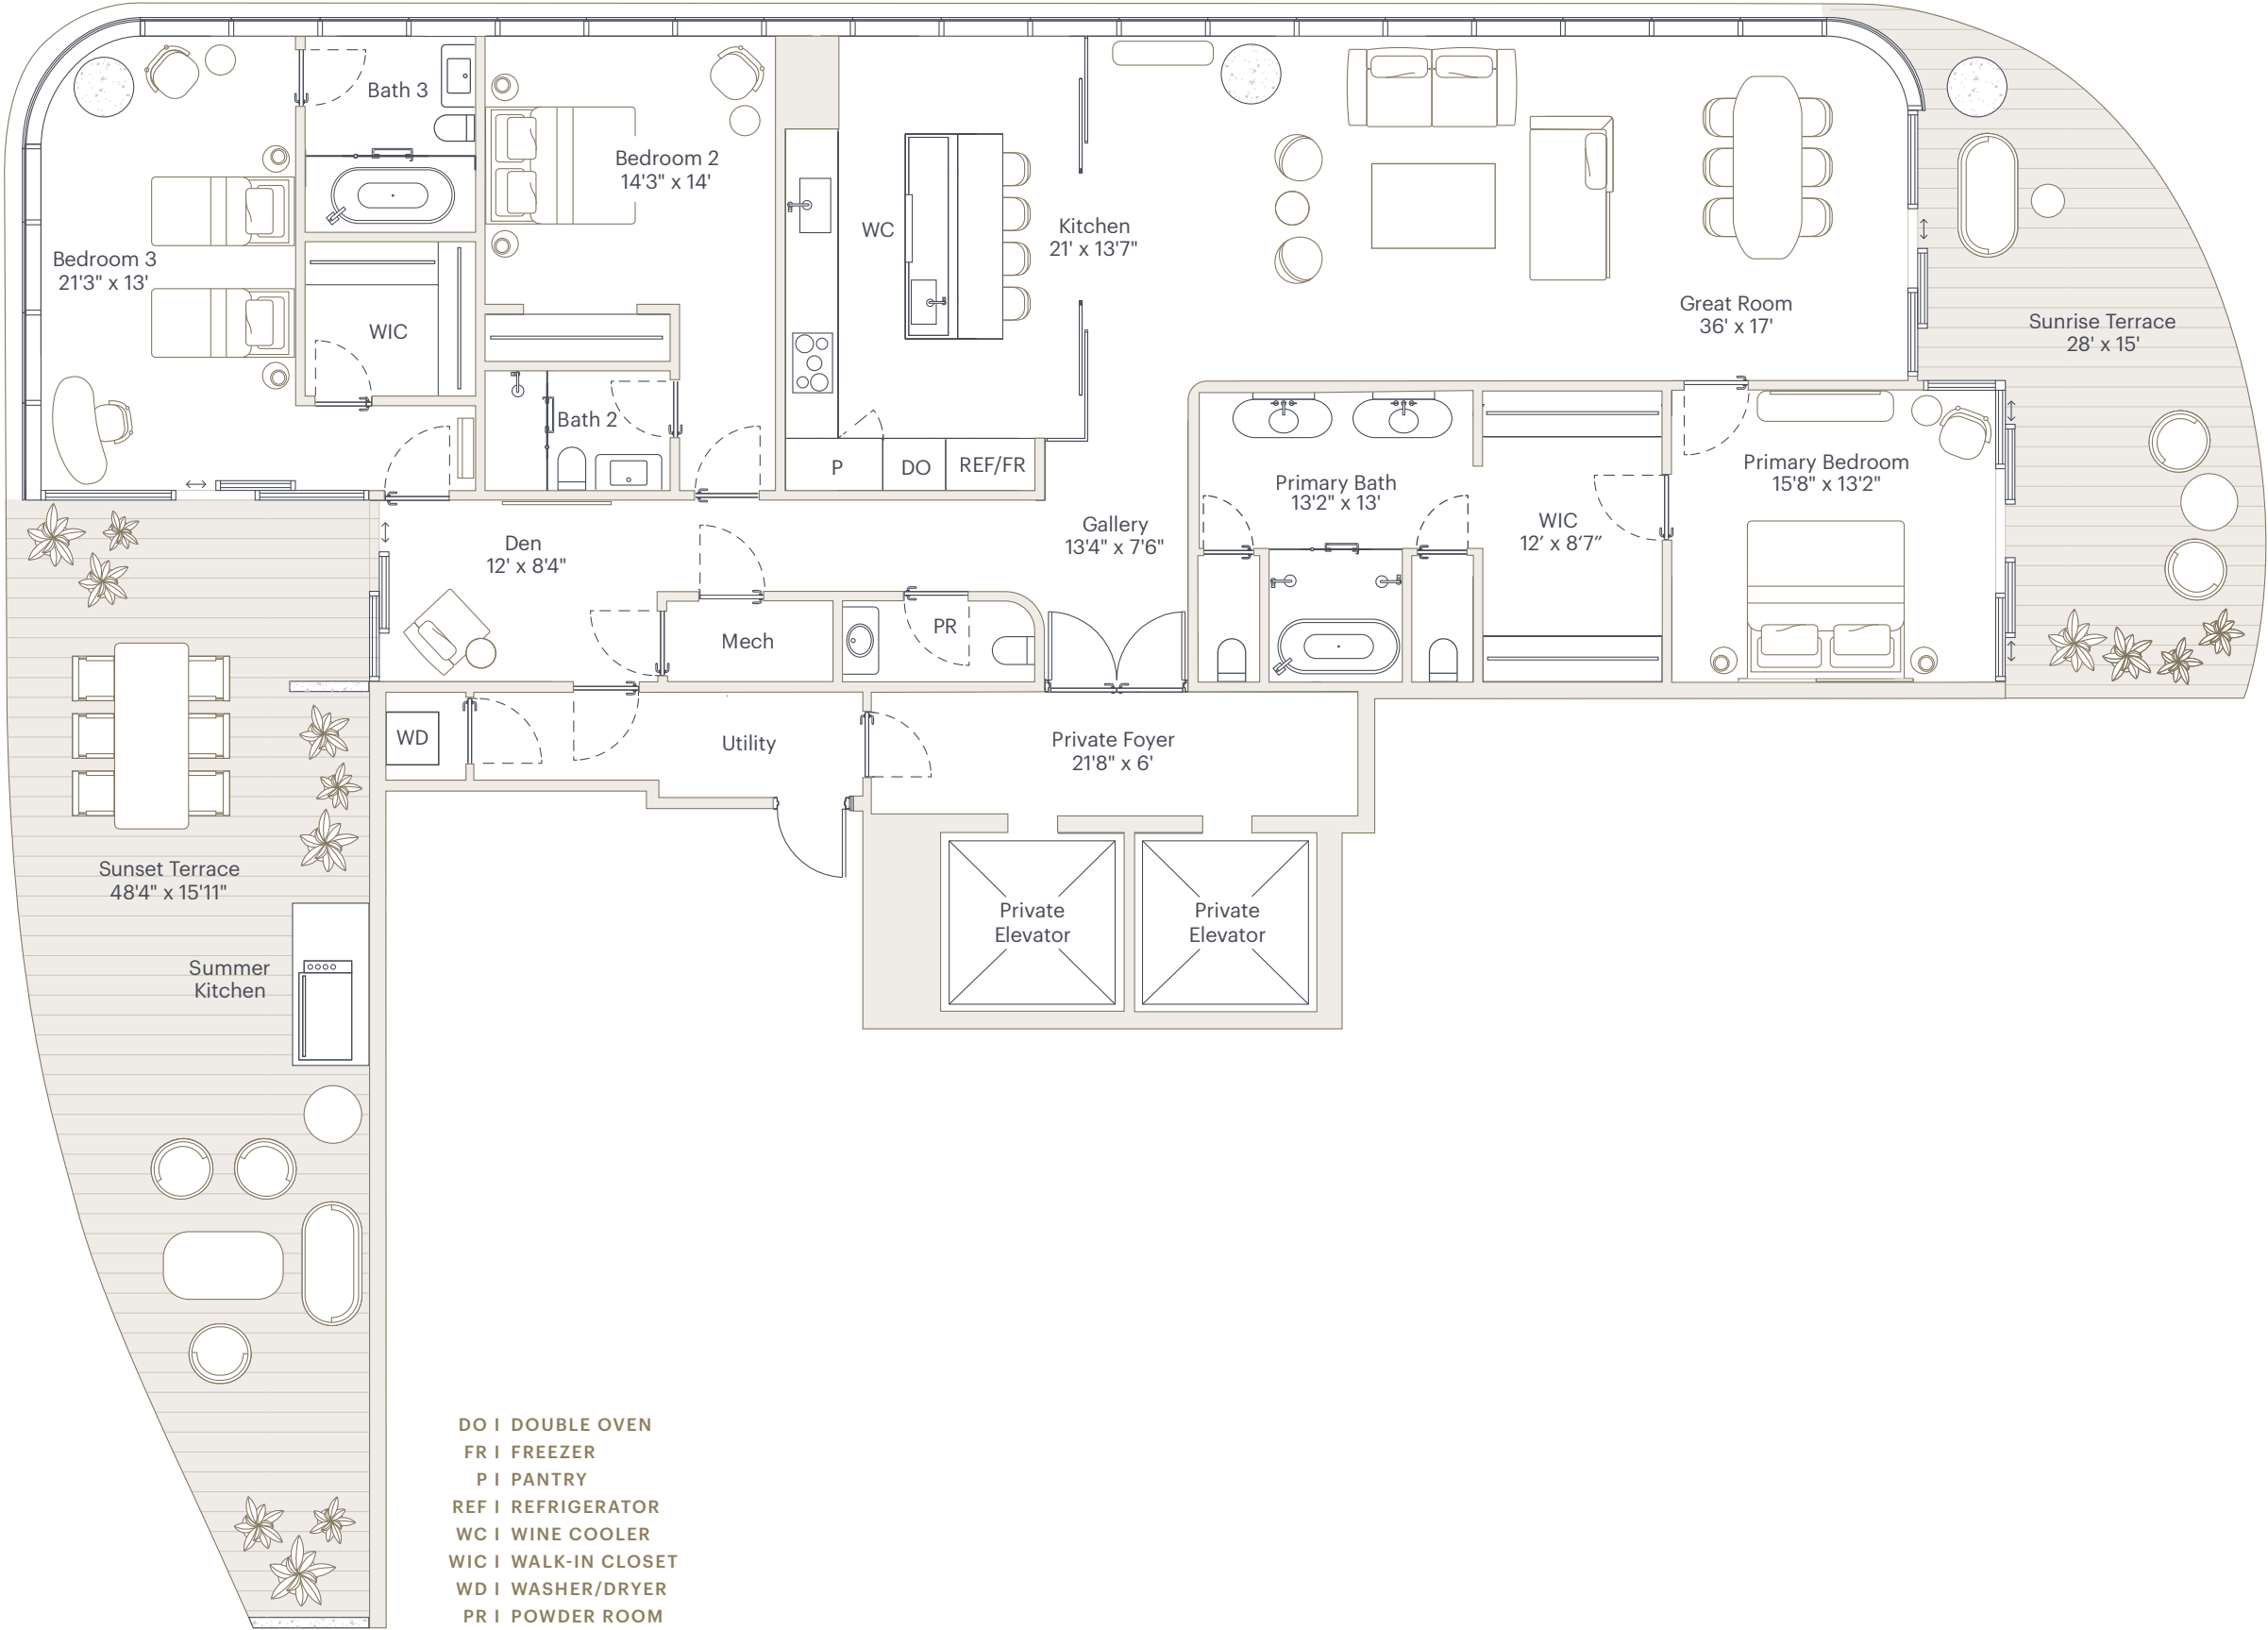 Bath 3
Bedroom 2
14'3" x 14'
WC
Kitchen
21' x 13'7"
Bedroom 3
21'3" x 13'
WIC
Great Room
36' x 17'
Sunrise Terrace
28' x 15'
Bath 2
P
DO
REF/FR
Primary Bath
13'2" x 13'
WIC
12′ x 8′7″
Primary Bedroom
15'8" x 13'2"
Den
12' x 8'4"
Gallery
13'4" x 7'6"
Mech
PR
WD
Utility
Private Foyer
21'8" x 6'
Sunset Terrace
48'4" x 15'11"
Private
Elevator
Private
Elevator
Summer
Kitchen
DO I DOUBLE OVEN
FR I FREEZER
P I PANTRY
REF I REFRIGERATOR
WC I WINE COOLER
WIC I WALK-IN CLOSET
WD I WASHER/DRYER
PR I POWDER ROOM